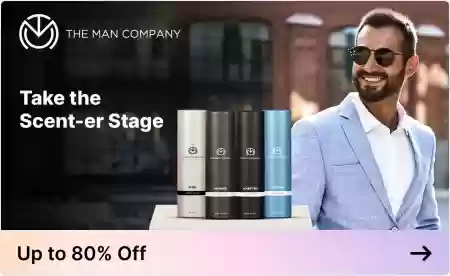 THE MAN COMPANY
Take the
Scent-er Stage
Up to 80% Off